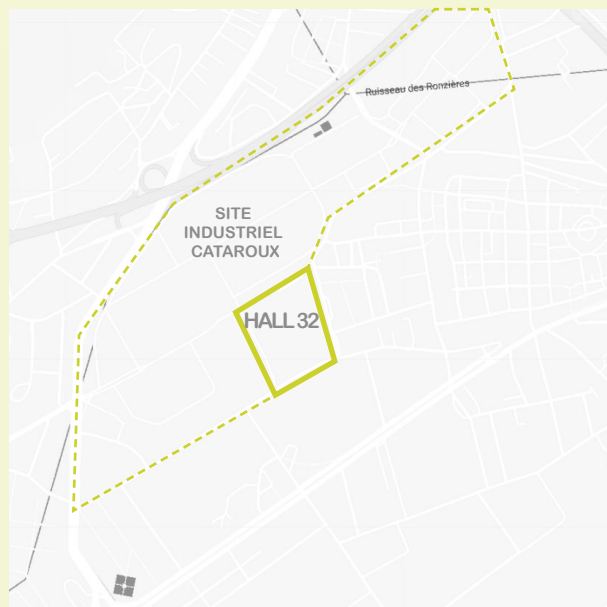 Ruisseau des Ronzières
SITE
INDUSTRIEL
CATAROUX
HALL 32